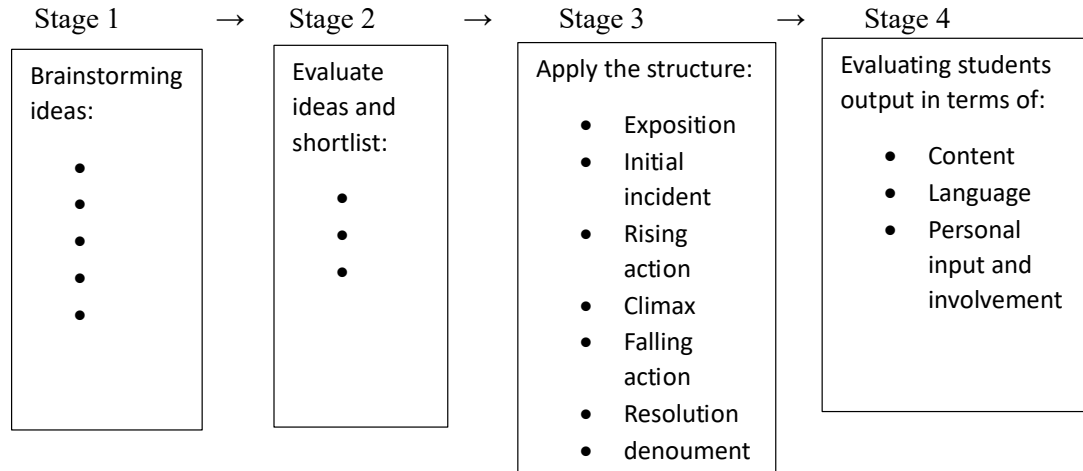 Stage 1 → Stage 2 → Stage 3 → Stage 4
Brainstorming
ideas:
•
•
•
•
•
Evaluate
ideas and
shortlist:
•
•
•
Apply the structure:
• Exposition
• Initial
incident
• Rising
action
• Climax
• Falling
action
• Resolution
• denoument
Evaluating students
output in terms of:
• Content
• Language
• Personal
input and
involvement